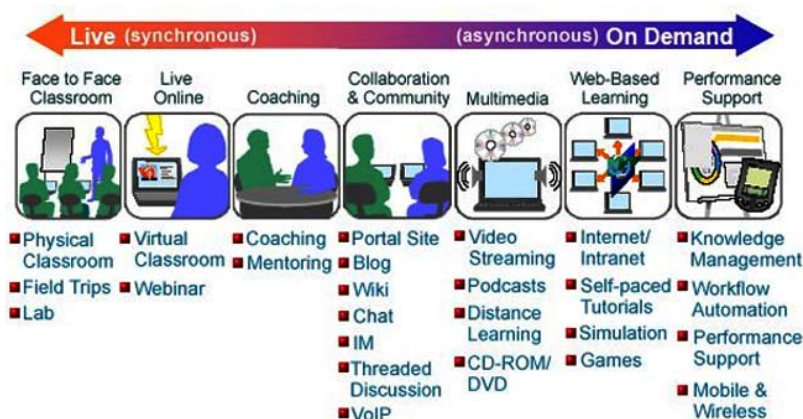 Live (synchronous) (asynchronous) On Demand
Face to Face
Classroom
Live
Online
Coaching
Collaboration
& Community
Multimedia
Web-Based
Learning
Performance
Support
Physical
Classroom
Field Trips
Lab
Virtual
Classroom
Webinar
Coaching
Mentoring
Portal Site
Blog
Wiki
Chat
IM
Threaded
Discussion
VoIP
Video
Streaming
Podcasts
Distance
Learning
CD-ROM/
DVD
Internet/
Intranet
Self-paced
Tutorials
Simulation
Games
Knowledge
Management
Workflow
Automation
Performance
Support
Mobile &
Wireless